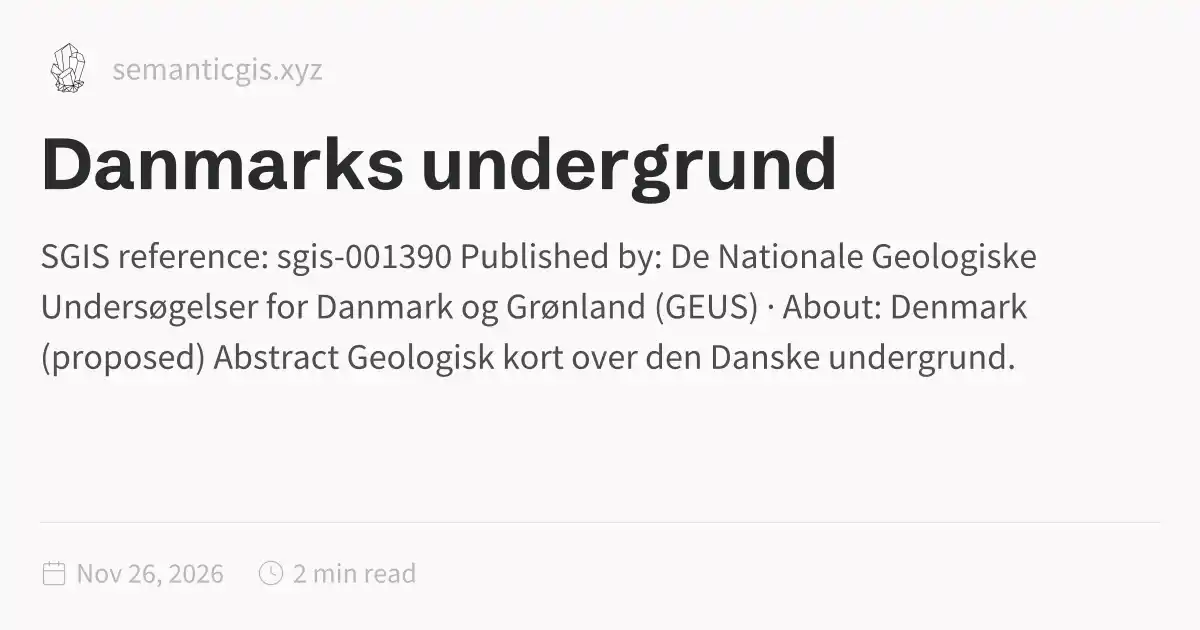 semanticgis.xyz
Danmarks undergrund
SGIS reference: sgis-001390 Published by: De Nationale Geologiske
Undersøgelser for Danmark og Grønland (GEUS) · About: Denmark
(proposed) Abstract Geologisk kort over den Danske undergrund.
Nov 26, 2026 2 min read